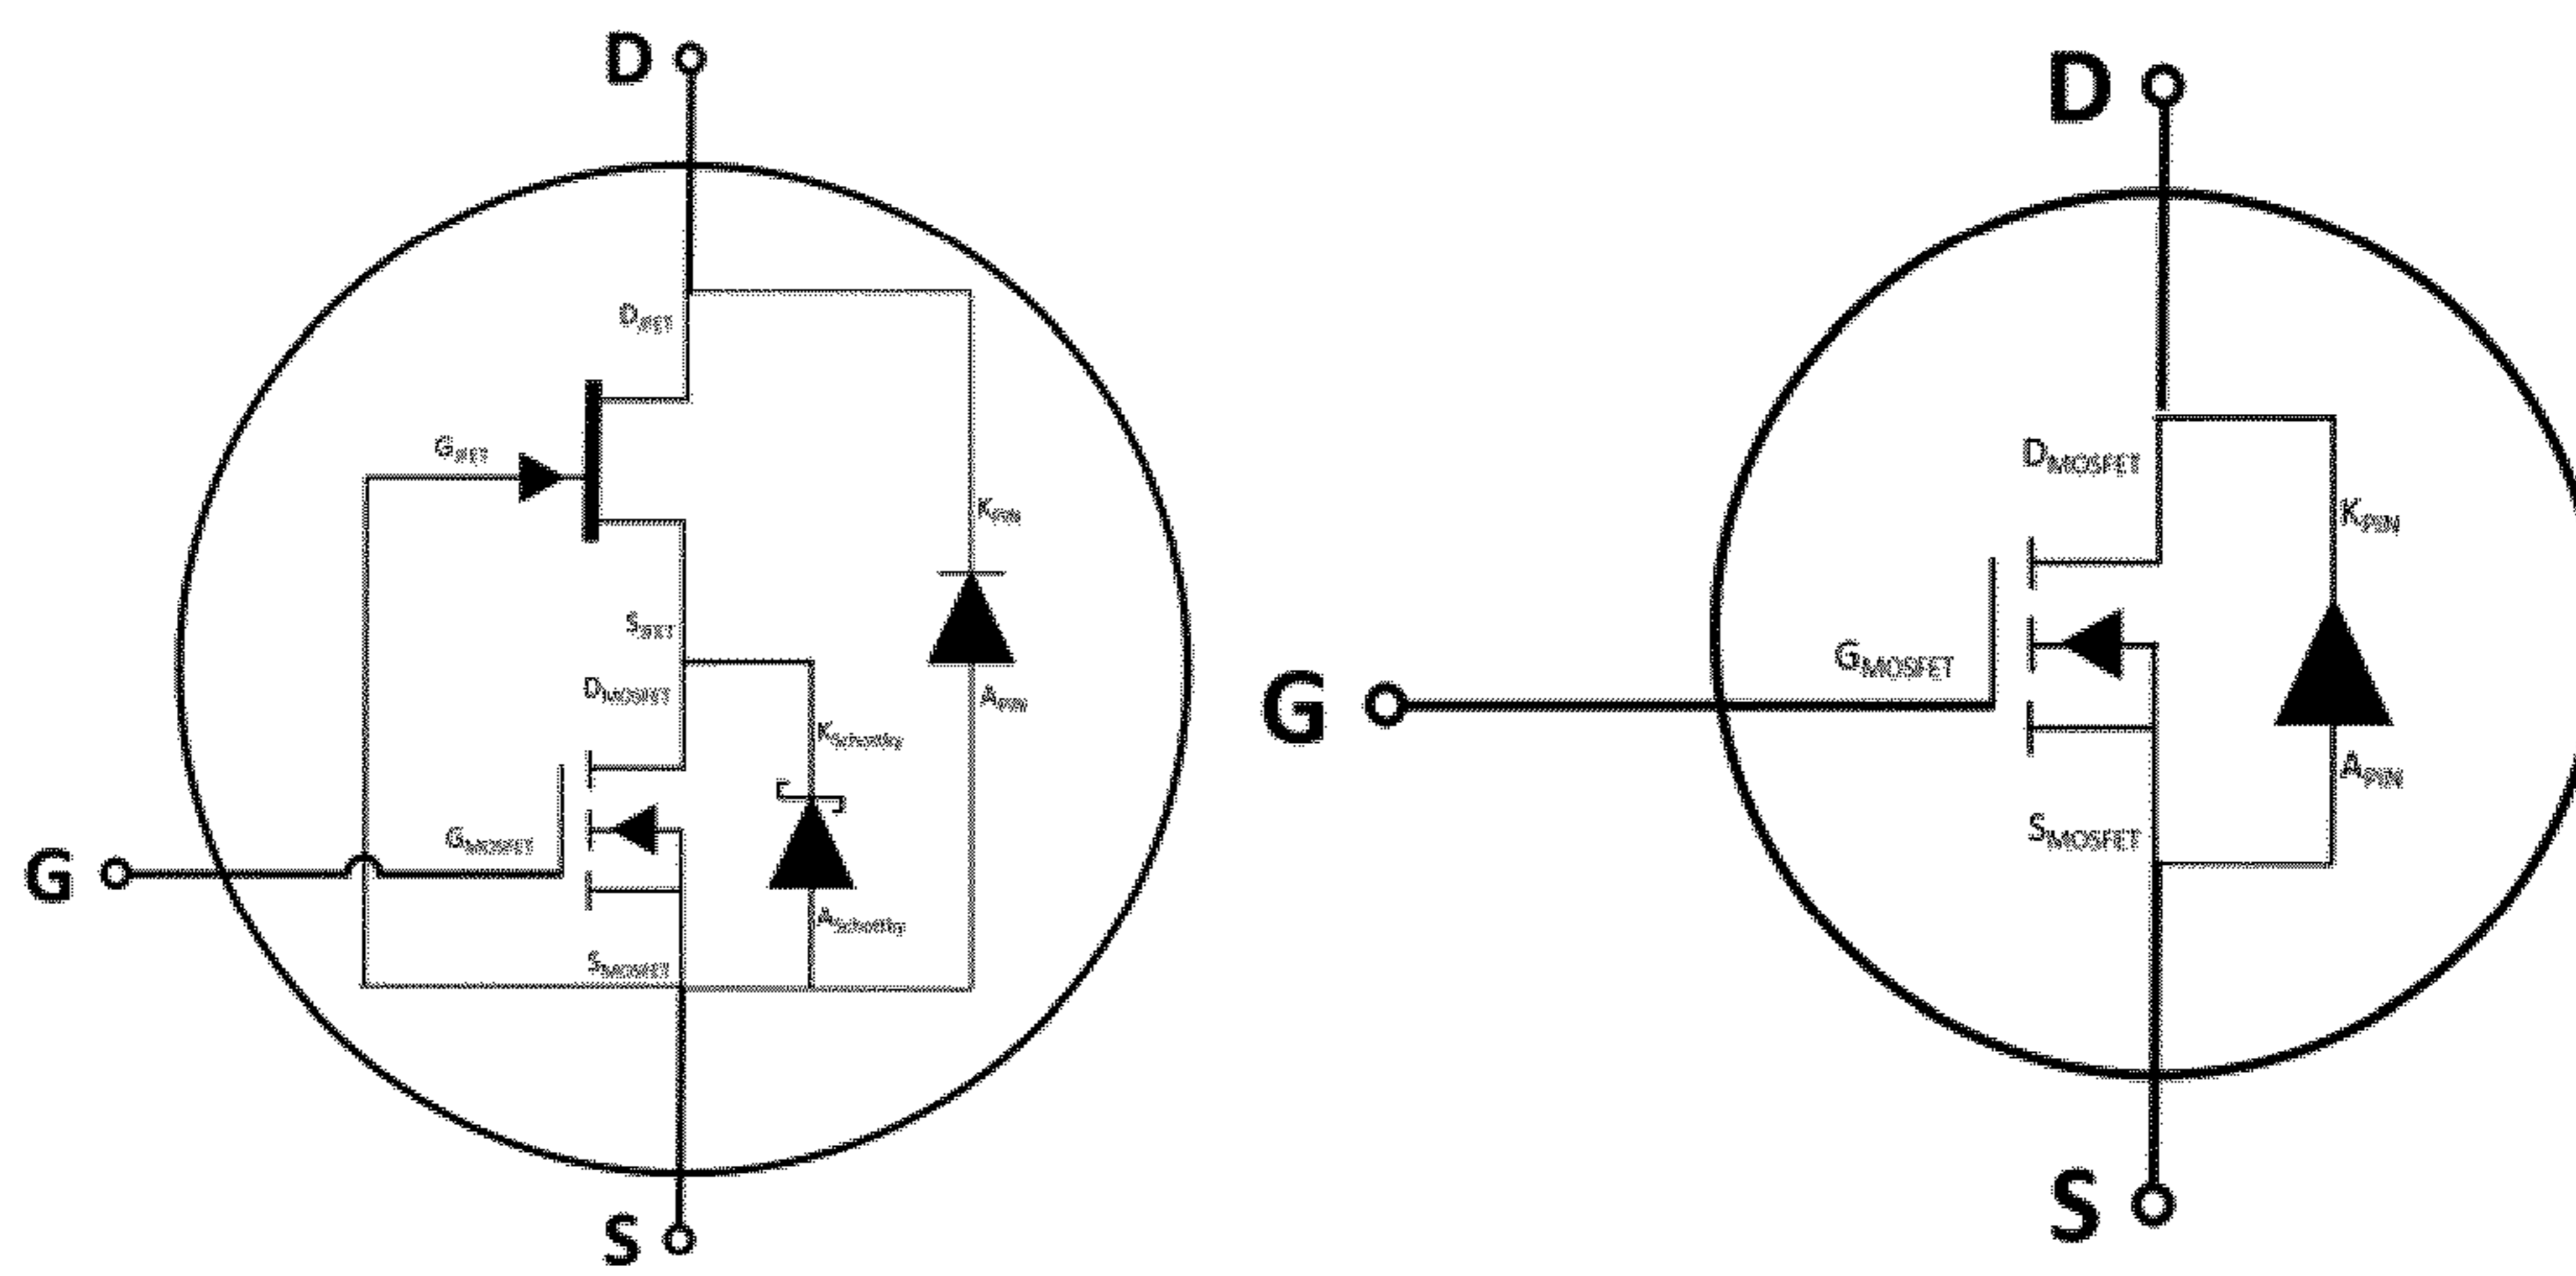 D
D_JFET
G_JFET
K_PIN
S_JFET
D_MOSFET
A_PIN
K_Schottky
G_MOSFET
G
A_Schottky
S_MOSFET
S
D
D_MOSFET
K_PIN
G_MOSFET
G
A_PIN
S_MOSFET
S